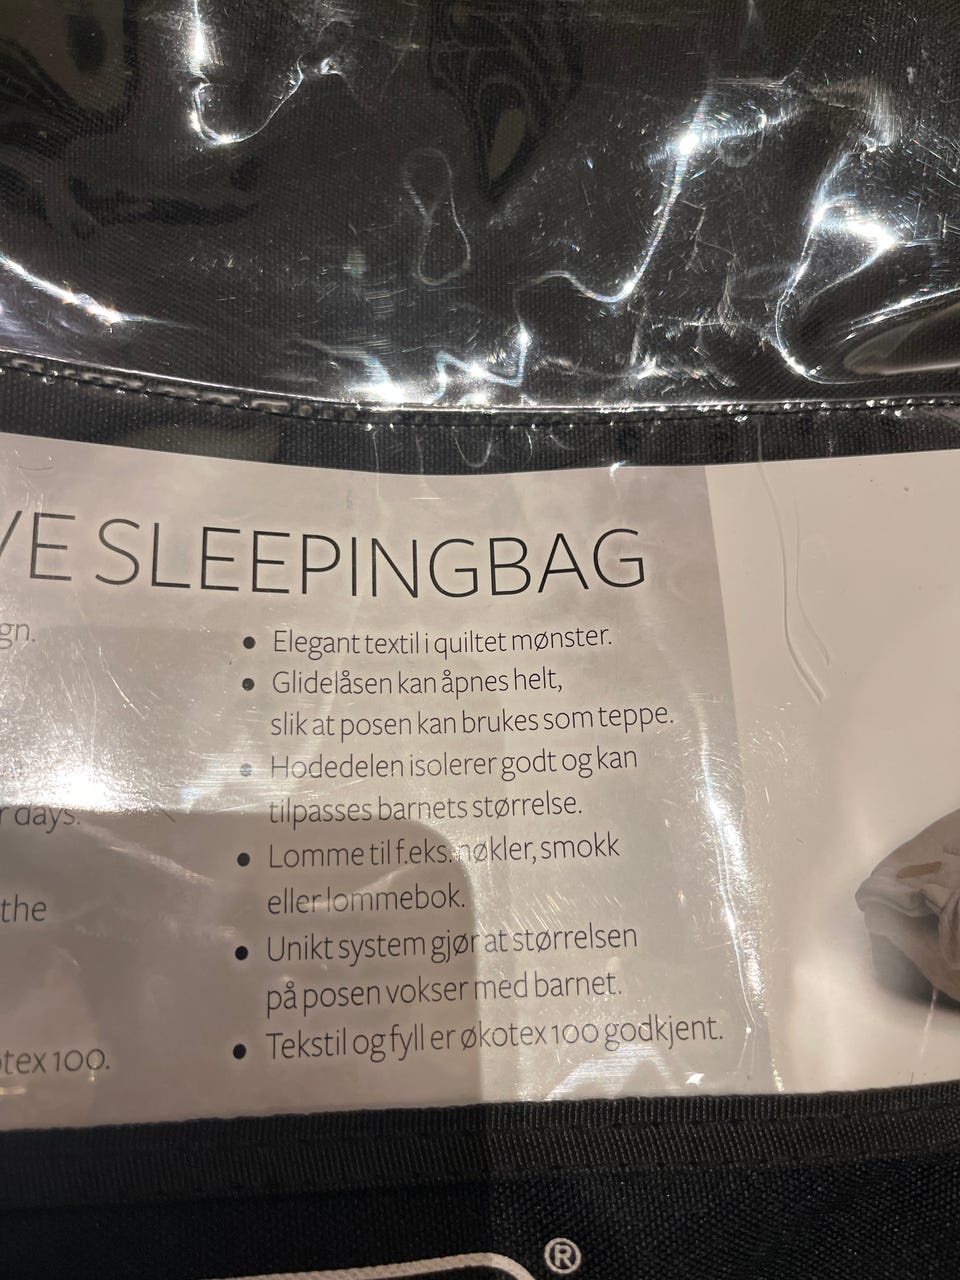 VE SLEEPINGBAG
gn.
r days.
the
tex 100.
• Elegant textil i quiltet mønster.
• Glidelåsen kan åpnes helt,
slik at posen kan brukes som teppe.
• Hodedelen isolerer godt og kan
tilpasses barnets størrelse.
• Lomme til f.eks. nøkler, smokk
eller lommebok.
• Unikt system gjør at størrelsen
på posen vokser med barnet.
• Tekstil og fyll er økotex 100 godkjent.
®